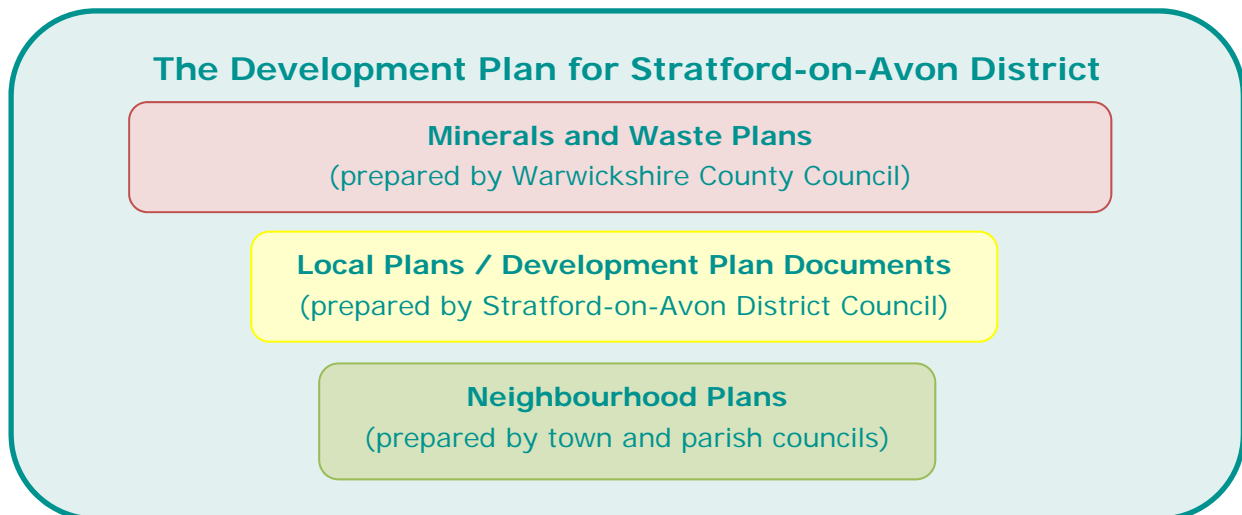 The Development Plan for Stratford-on-Avon District
Minerals and Waste Plans
(prepared by Warwickshire County Council)
Local Plans / Development Plan Documents
(prepared by Stratford-on-Avon District Council)
Neighbourhood Plans
(prepared by town and parish councils)